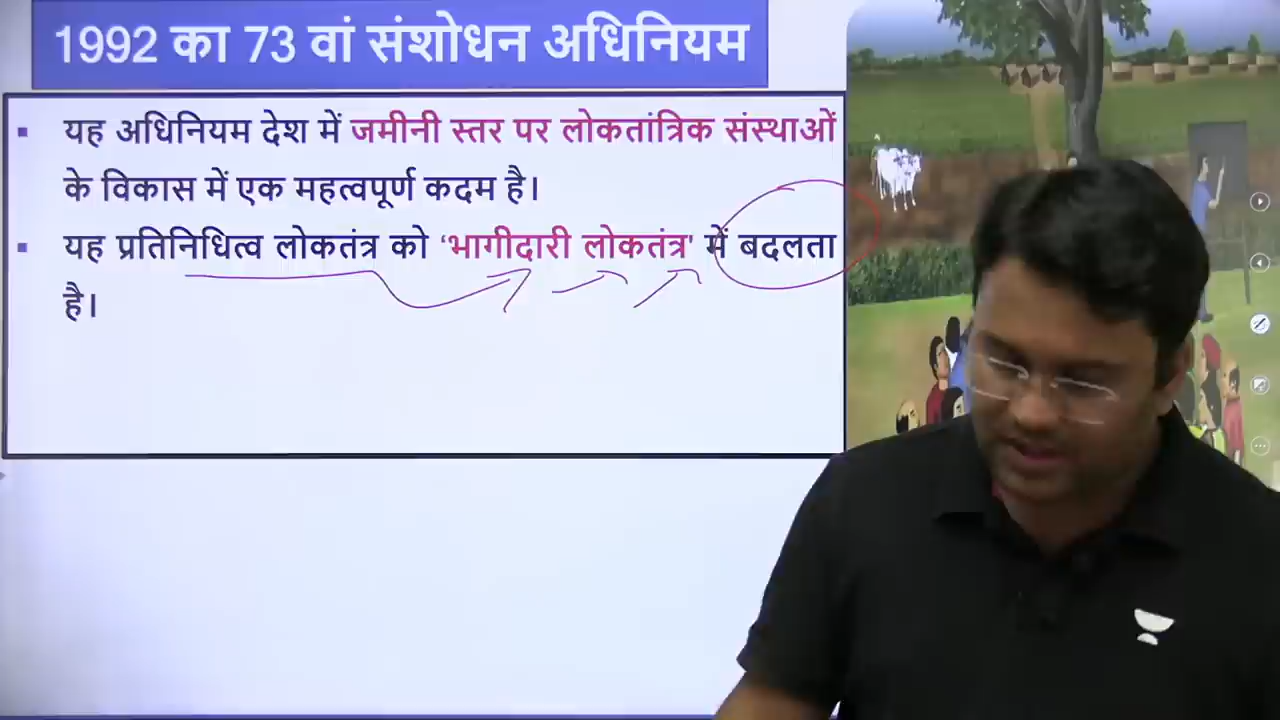 1992 का 73 वां संशोधन अधिनियम
▪ यह अधिनियम देश में जमीनी स्तर पर लोकतांत्रिक संस्थाओं
के विकास में एक महत्वपूर्ण कदम है।
▪ यह प्रतिनिधित्व लोकतंत्र को ‘भागीदारी लोकतंत्र' में बदलता
है।